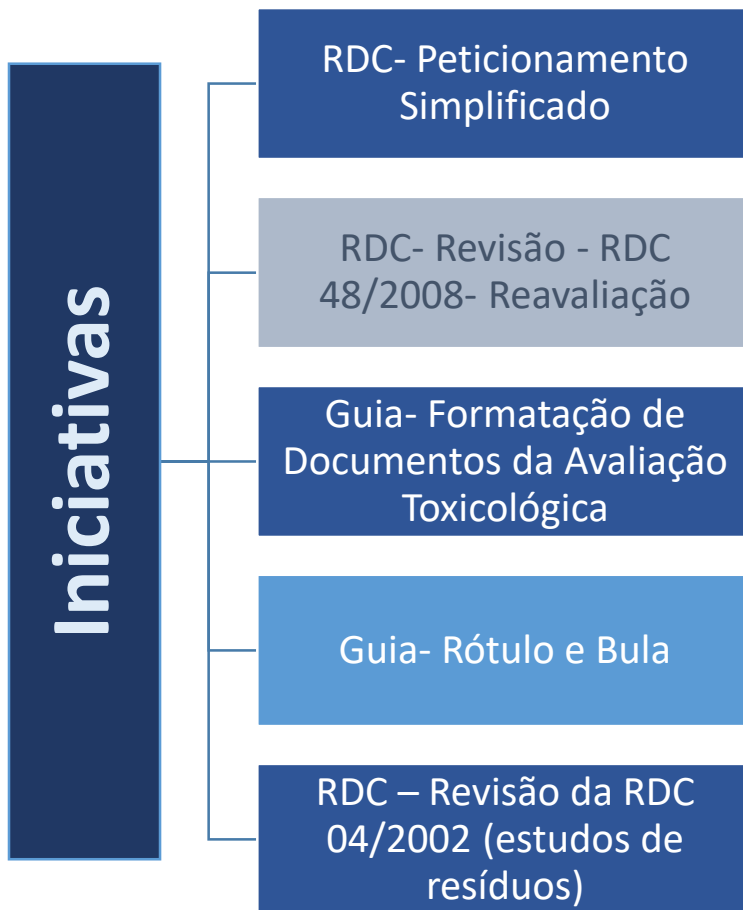 Iniciativas
RDC- Peticionamento
Simplificado
RDC- Revisão - RDC
48/2008- Reavaliação
Guia- Formatação de
Documentos da Avaliação
Toxicológica
Guia- Rótulo e Bula
RDC – Revisão da RDC
04/2002 (estudos de
resíduos)